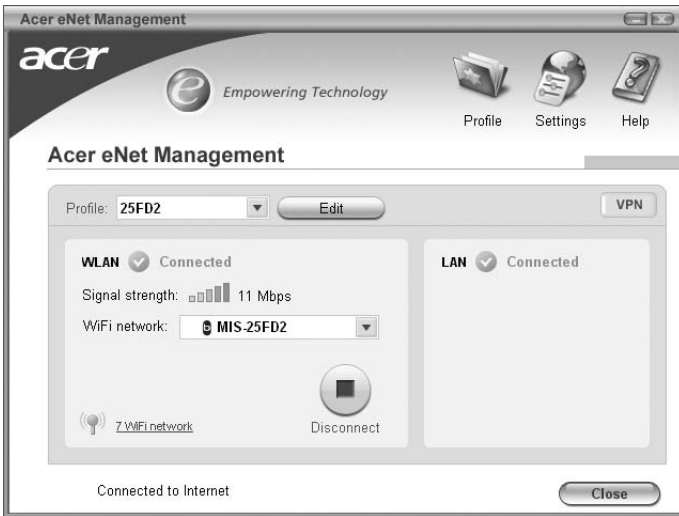 Acer eNet Management
acer
e Empowering Technology
Profile Settings Help
Acer eNet Management
Profile: 25FD2 Edit VPN
WLAN Connected
LAN Connected
Signal strength: 11 Mbps
WiFi network: b MIS-25FD2
7 WiFi network
Disconnect
Connected to Internet
Close